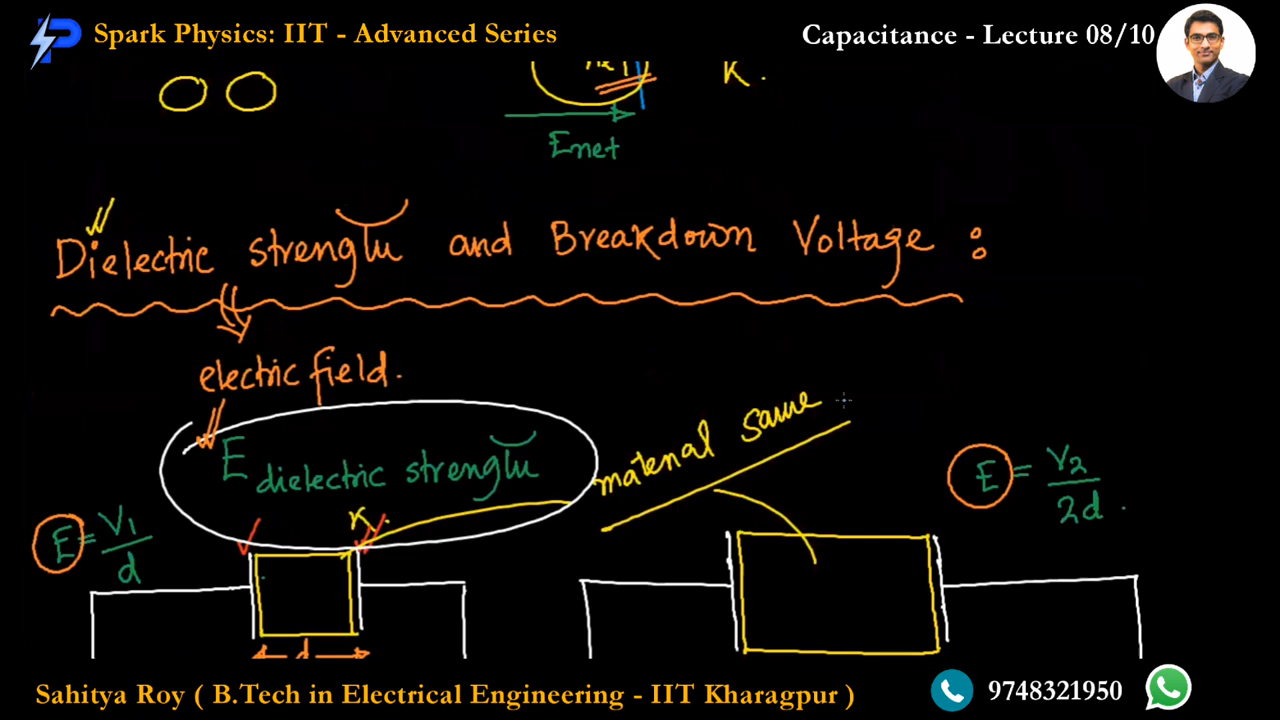 Spark Physics: IIT - Advanced Series
Capacitance - Lecture 08/10
K.
Enet
Dielectric strength and Breakdown Voltage :
electric field.
E dielectric strength
material same
E = V1/d
K.
E = V2/2d.
d
Sahitya Roy ( B.Tech in Electrical Engineering - IIT Kharagpur )
9748321950